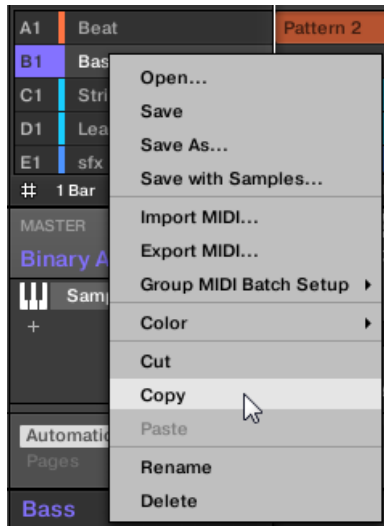 A1 Beat Pattern 2
B1 Bas
C1 Stri
D1 Lea
E1 sfx
# 1 Bar
MASTER
Binary A
Sam
+
Automatic
Pages
Bass
Open...
Save
Save As...
Save with Samples...
Import MIDI...
Export MIDI...
Group MIDI Batch Setup
Color
Cut
Copy
Paste
Rename
Delete